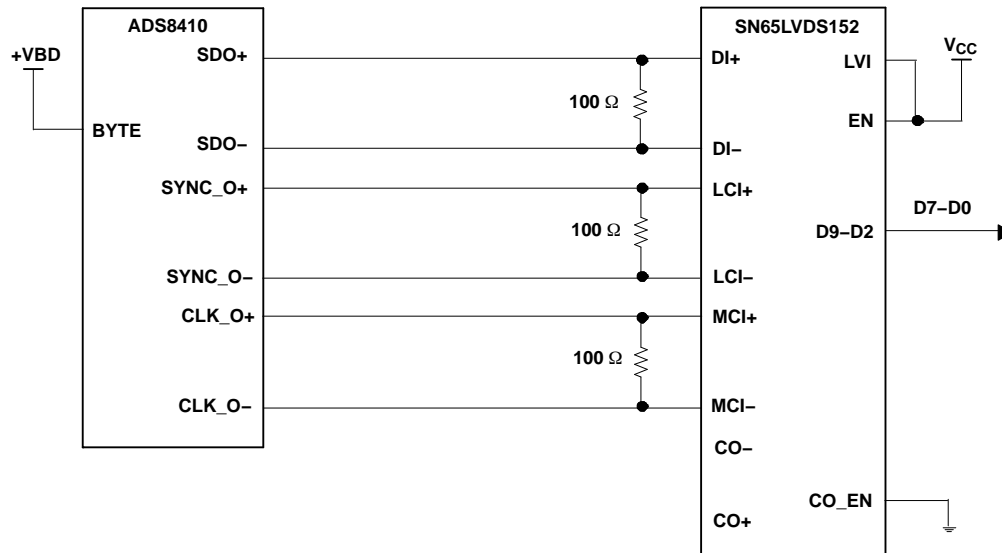 ADS8410
SN65LVDS152
+VBD
SDO+
DI+
LVI
VCC
100 Ω
BYTE
EN
SDO–
DI–
SYNC_O+
LCI+
D7–D0
100 Ω
D9–D2
SYNC_O–
LCI–
CLK_O+
MCI+
100 Ω
CLK_O–
MCI–
CO–
CO_EN
CO+